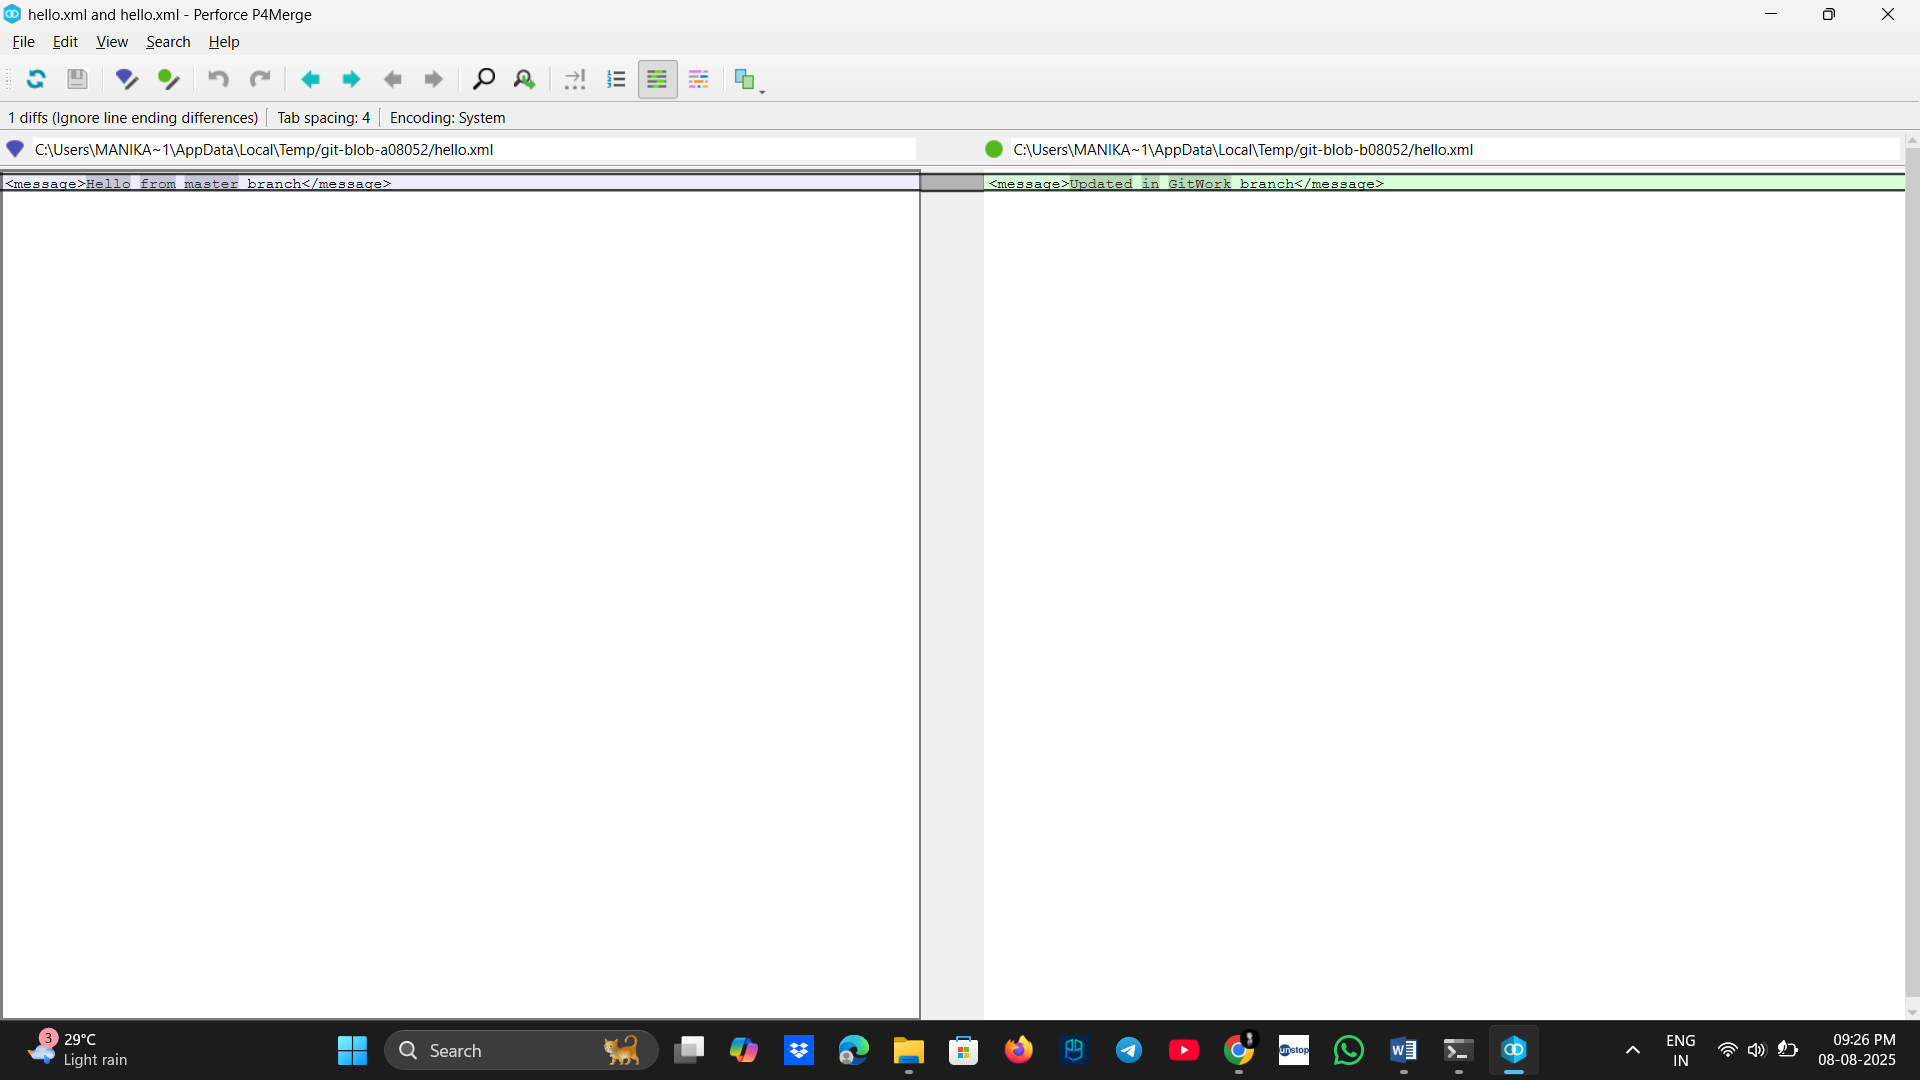 hello.xml and hello.xml - Perforce P4Merge
File Edit View Search Help
1 diffs (Ignore line ending differences) Tab spacing: 4 Encoding: System
C:\Users\MANIKA~1\AppData\Local\Temp/git-blob-a08052/hello.xml
C:\Users\MANIKA~1\AppData\Local\Temp/git-blob-b08052/hello.xml
<message>Hello from master branch</message>
<message>Updated in GitWork branch</message>
3
29°C
Light rain
Search
unstop
ENG
IN
09:26 PM
08-08-2025